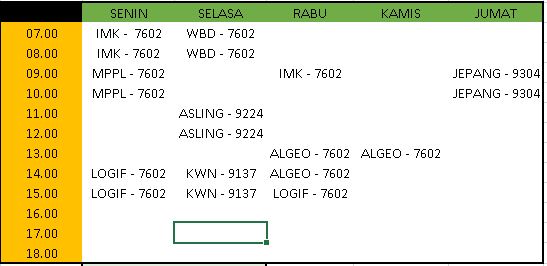 SENIN SELASA RABU KAMIS JUMAT
07.00 IMK - 7602 WBD - 7602
08.00 IMK - 7602 WBD - 7602
09.00 MPPL - 7602 IMK - 7602 JEPANG - 9304
10.00 MPPL - 7602 JEPANG - 9304
11.00 ASLING - 9224
12.00 ASLING - 9224
13.00 ALGEO - 7602 ALGEO - 7602
14.00 LOGIF - 7602 KWN - 9137 ALGEO - 7602
15.00 LOGIF - 7602 KWN - 9137 LOGIF - 7602
16.00
17.00
18.00